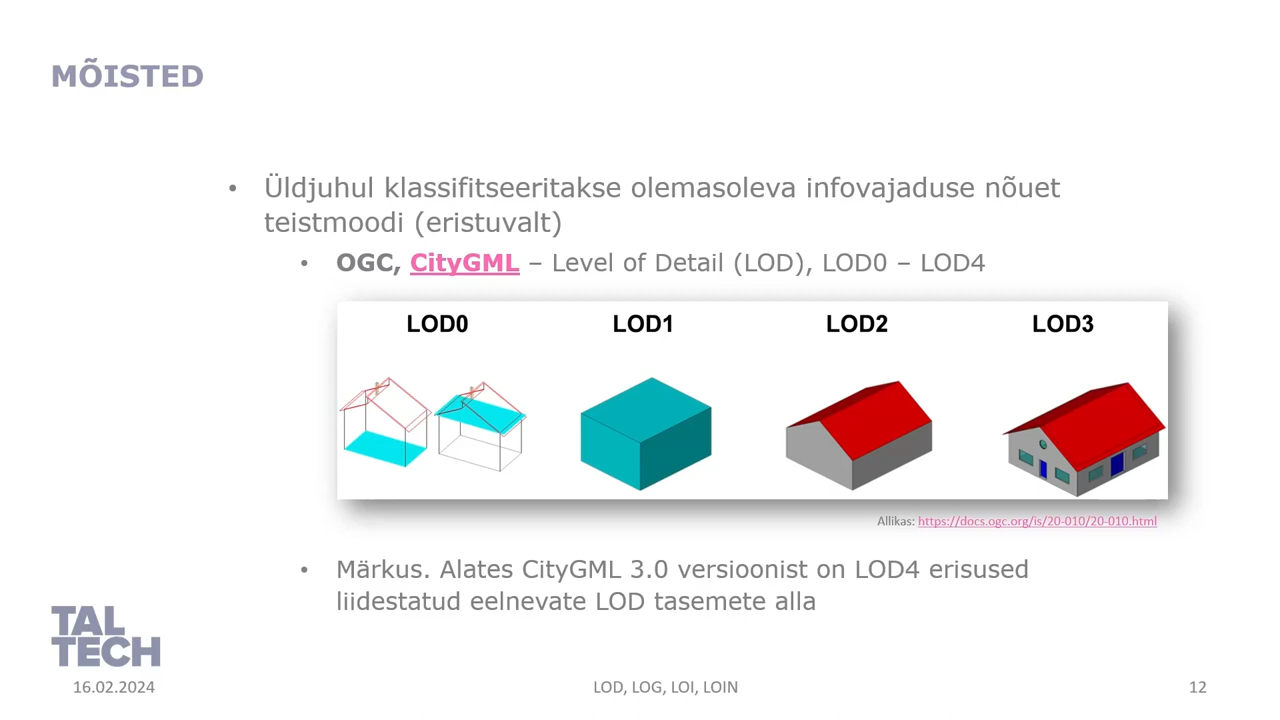 MÕISTED
• Üldjuhul klassifitseeritakse olemasoleva infovajaduse nõuet
teistmoodi (eristuvalt)
• OGC, CityGML – Level of Detail (LOD), LOD0 – LOD4
LOD0 LOD1 LOD2 LOD3
Allikas: https://docs.ogc.org/is/20-010/20-010.html
• Märkus. Alates CityGML 3.0 versioonist on LOD4 erisused
liidestatud eelnevate LOD tasemete alla
TAL
TECH
16.02.2024 LOD, LOG, LOI, LOIN 12